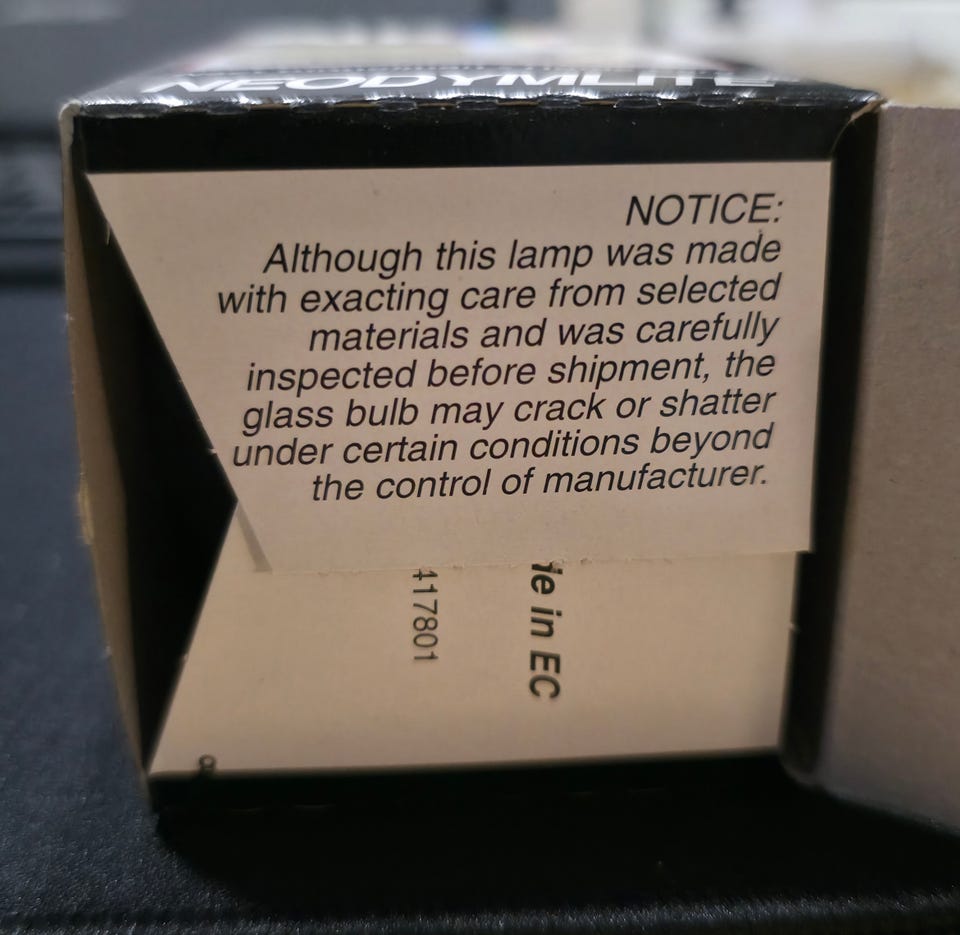 NEODYMLITE
NOTICE:
Although this lamp was made
with exacting care from selected
materials and was carefully
inspected before shipment, the
glass bulb may crack or shatter
under certain conditions beyond
the control of manufacturer.
417801
in EC